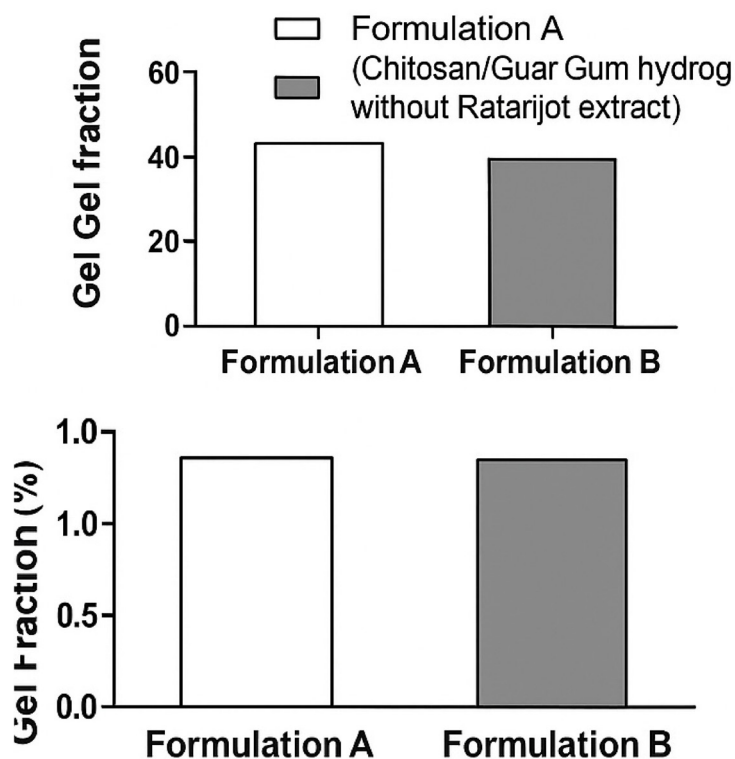 Formulation A
(Chitosan/Guar Gum hydrog
without Ratarijot extract)
Gel Gel fraction
60
40
20
0
Formulation A Formulation B
Gel Fraction (%)
1.0
1.0
0.5
0.0
Formulation A Formulation B